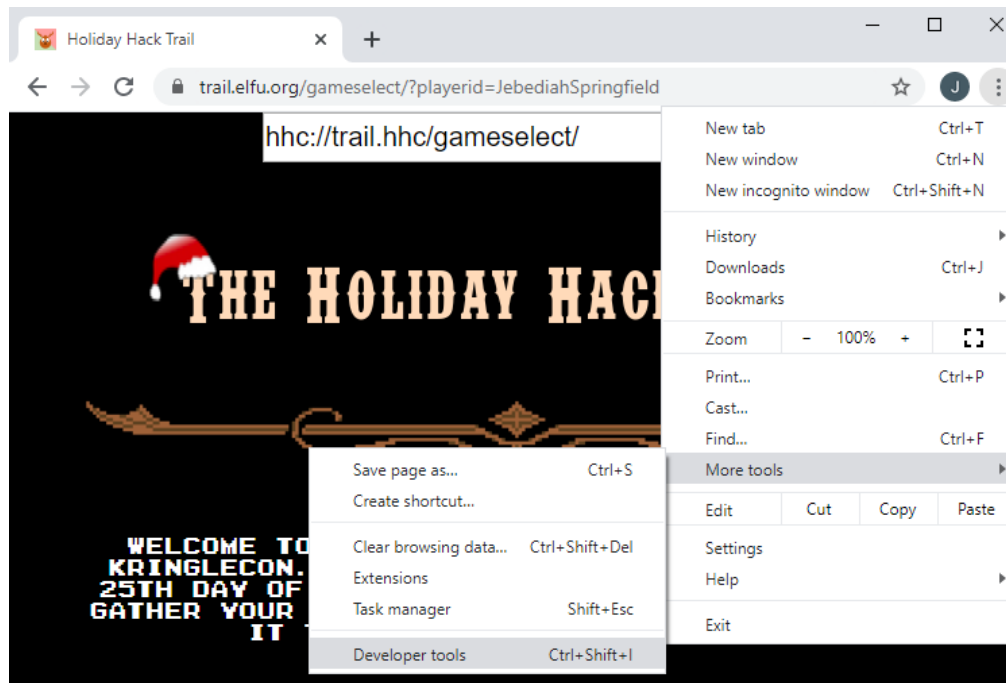 Holiday Hack Trail
trail.elfu.org/gameselect/?playerid=JebediahSpringfield
J
hhc://trail.hhc/gameselect/
THE HOLIDAY HACK
WELCOME TO
KRINGLECON.
25TH DAY OF
GATHER YOUR
IT
New tab Ctrl+T
New window Ctrl+N
New incognito window Ctrl+Shift+N
History
Downloads Ctrl+J
Bookmarks
Zoom - 100% +
Print... Ctrl+P
Cast...
Find... Ctrl+F
More tools
Edit Cut Copy Paste
Settings
Help
Exit
Save page as... Ctrl+S
Create shortcut...
Clear browsing data... Ctrl+Shift+Del
Extensions
Task manager Shift+Esc
Developer tools Ctrl+Shift+I